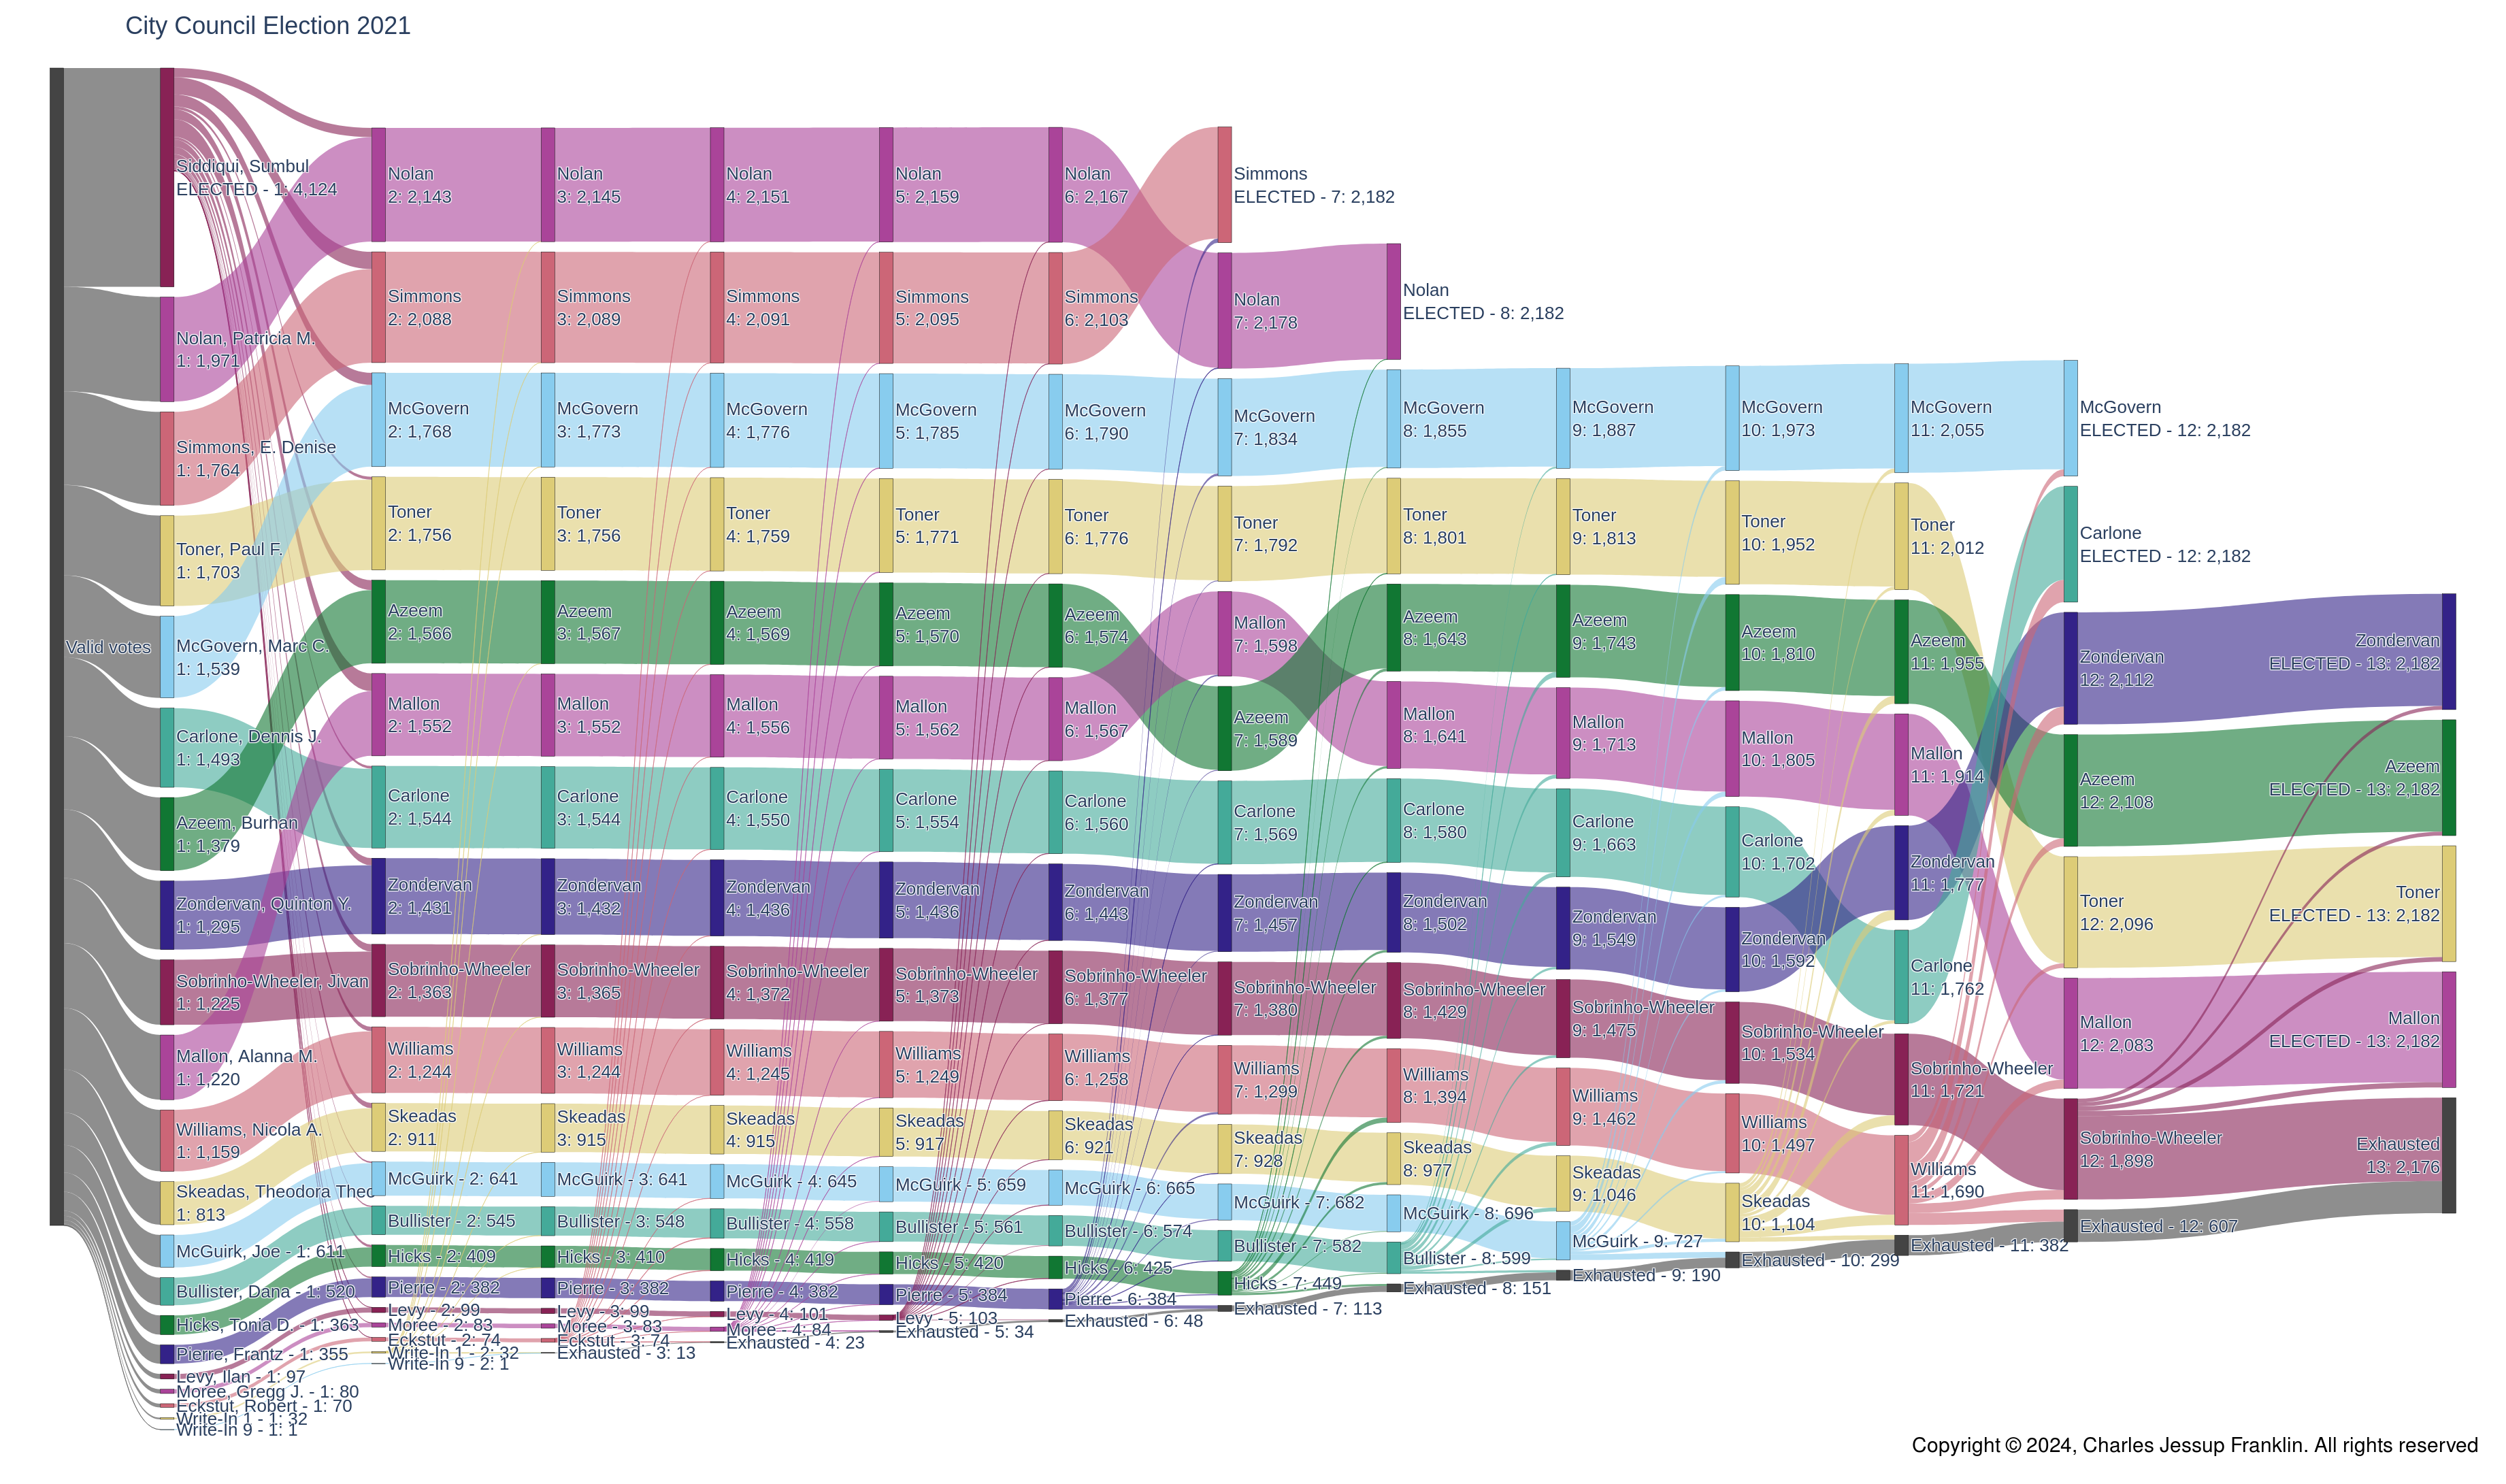 City Council Election 2021
Valid votes
Siddiqui, Sumbul
ELECTED - 1: 4,124
Nolan, Patricia M.
1: 1,971
Simmons, E. Denise
1: 1,764
Toner, Paul F.
1: 1,703
McGovern, Marc C.
1: 1,539
Carlone, Dennis J.
1: 1,493
Azeem, Burhan
1: 1,379
Zondervan, Quinton Y.
1: 1,295
Sobrinho-Wheeler, Jivan
1: 1,225
Mallon, Alanna M.
1: 1,220
Williams, Nicola A.
1: 1,159
Skeadas, Theodora Theo
1: 813
McGuirk, Joe - 1: 611
Bullister, Dana - 1: 520
Hicks, Tonia D. - 1: 363
Pierre, Frantz - 1: 355
Levy, Ilan - 1: 97
Moree, Gregg J. - 1: 80
Eckstut, Robert - 1: 70
Write-In 1 - 1: 32
Write-In 9 - 1: 1
Nolan
2: 2,143
Simmons
2: 2,088
McGovern
2: 1,768
Toner
2: 1,756
Azeem
2: 1,566
Mallon
2: 1,552
Carlone
2: 1,544
Zondervan
2: 1,431
Sobrinho-Wheeler
2: 1,363
Williams
2: 1,244
Skeadas
2: 911
McGuirk - 2: 641
Bullister - 2: 545
Hicks - 2: 409
Pierre - 2: 382
Levy - 2: 99
Moree - 2: 83
Eckstut - 2: 74
Write-In 1 - 2: 32
Write-In 9 - 2: 1
Nolan
3: 2,145
Simmons
3: 2,089
McGovern
3: 1,773
Toner
3: 1,756
Azeem
3: 1,567
Mallon
3: 1,552
Carlone
3: 1,544
Zondervan
3: 1,432
Sobrinho-Wheeler
3: 1,365
Williams
3: 1,244
Skeadas
3: 915
McGuirk - 3: 641
Bullister - 3: 548
Hicks - 3: 410
Pierre - 3: 382
Levy - 3: 99
Moree - 3: 83
Eckstut - 3: 74
Exhausted - 3: 13
Nolan
4: 2,151
Simmons
4: 2,091
McGovern
4: 1,776
Toner
4: 1,759
Azeem
4: 1,569
Mallon
4: 1,556
Carlone
4: 1,550
Zondervan
4: 1,436
Sobrinho-Wheeler
4: 1,372
Williams
4: 1,245
Skeadas
4: 915
McGuirk - 4: 645
Bullister - 4: 558
Hicks - 4: 419
Pierre - 4: 382
Levy - 4: 101
Moree - 4: 84
Exhausted - 4: 23
Nolan
5: 2,159
Simmons
5: 2,095
McGovern
5: 1,785
Toner
5: 1,771
Azeem
5: 1,570
Mallon
5: 1,562
Carlone
5: 1,554
Zondervan
5: 1,436
Sobrinho-Wheeler
5: 1,373
Williams
5: 1,249
Skeadas
5: 917
McGuirk - 5: 659
Bullister - 5: 561
Hicks - 5: 420
Pierre - 5: 384
Levy - 5: 103
Exhausted - 5: 34
Nolan
6: 2,167
Simmons
6: 2,103
McGovern
6: 1,790
Toner
6: 1,776
Azeem
6: 1,574
Mallon
6: 1,567
Carlone
6: 1,560
Zondervan
6: 1,443
Sobrinho-Wheeler
6: 1,377
Williams
6: 1,258
Skeadas
6: 921
McGuirk - 6: 665
Bullister - 6: 574
Hicks - 6: 425
Pierre - 6: 384
Exhausted - 6: 48
Simmons
ELECTED - 7: 2,182
Nolan
7: 2,178
McGovern
7: 1,834
Toner
7: 1,792
Mallon
7: 1,598
Azeem
7: 1,589
Carlone
7: 1,569
Zondervan
7: 1,457
Sobrinho-Wheeler
7: 1,380
Williams
7: 1,299
Skeadas
7: 928
McGuirk - 7: 682
Bullister - 7: 582
Hicks - 7: 449
Exhausted - 7: 113
Nolan
ELECTED - 8: 2,182
McGovern
8: 1,855
Toner
8: 1,801
Azeem
8: 1,643
Mallon
8: 1,641
Carlone
8: 1,580
Zondervan
8: 1,502
Sobrinho-Wheeler
8: 1,429
Williams
8: 1,394
Skeadas
8: 977
McGuirk - 8: 696
Bullister - 8: 599
Exhausted - 8: 151
McGovern
9: 1,887
Toner
9: 1,813
Azeem
9: 1,743
Mallon
9: 1,713
Carlone
9: 1,663
Zondervan
9: 1,549
Sobrinho-Wheeler
9: 1,475
Williams
9: 1,462
Skeadas
9: 1,046
McGuirk - 9: 727
Exhausted - 9: 190
McGovern
10: 1,973
Toner
10: 1,952
Azeem
10: 1,810
Mallon
10: 1,805
Carlone
10: 1,702
Zondervan
10: 1,592
Sobrinho-Wheeler
10: 1,534
Williams
10: 1,497
Skeadas
10: 1,104
Exhausted - 10: 299
McGovern
11: 2,055
Toner
11: 2,012
Azeem
11: 1,955
Mallon
11: 1,914
Zondervan
11: 1,777
Carlone
11: 1,762
Sobrinho-Wheeler
11: 1,721
Williams
11: 1,690
Exhausted - 11: 382
McGovern
ELECTED - 12: 2,182
Carlone
ELECTED - 12: 2,182
Zondervan
12: 2,112
Azeem
12: 2,108
Toner
12: 2,096
Mallon
12: 2,083
Sobrinho-Wheeler
12: 1,898
Exhausted - 12: 607
Zondervan
ELECTED - 13: 2,182
Azeem
ELECTED - 13: 2,182
Toner
ELECTED - 13: 2,182
Mallon
ELECTED - 13: 2,182
Exhausted
13: 2,176
Copyright © 2024, Charles Jessup Franklin. All rights reserved